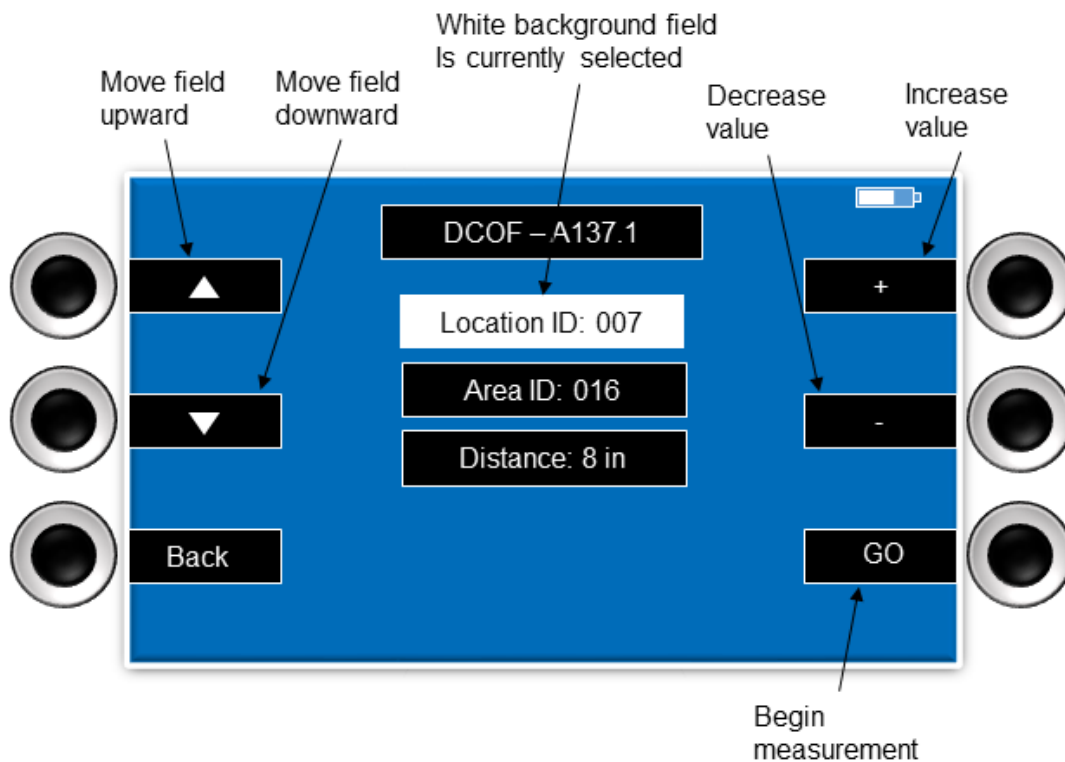 White background field
Is currently selected
Move field
upward
Move field
downward
Decrease
value
Increase
value
DCOF – A137.1
▲
+
Location ID: 007
Area ID: 016
▼
-
Distance: 8 in
Back
GO
Begin
measurement